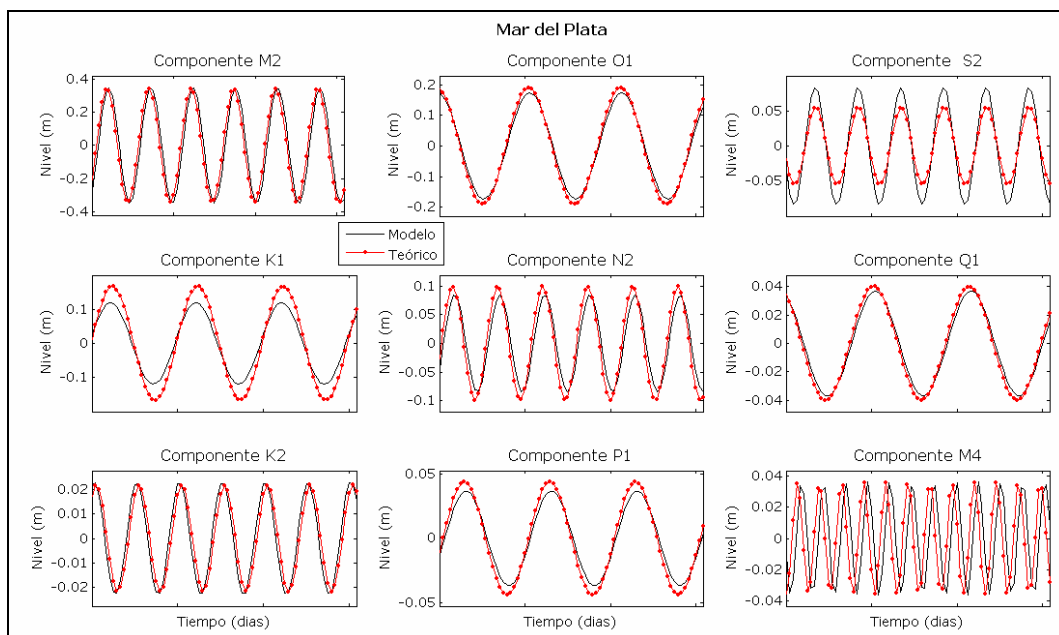 Mar del Plata
Componente M2
Nivel (m)
0.4
0.2
0
-0.2
-0.4
Componente O1
Nivel (m)
0.2
0.1
0
-0.1
-0.2
Componente S2
Nivel (m)
0.05
0
-0.05
Modelo
Teórico
Componente K1
Nivel (m)
0.1
0
-0.1
Componente N2
Nivel (m)
0.1
0.05
0
-0.05
-0.1
Componente Q1
Nivel (m)
0.04
0.02
0
-0.02
-0.04
Componente K2
Nivel (m)
0.02
0.01
0
-0.01
-0.02
Tiempo (dias)
Componente P1
Nivel (m)
0.05
0
-0.05
Tiempo (dias)
Componente M4
Nivel (m)
0.04
0.02
0
-0.02
-0.04
Tiempo (dias)